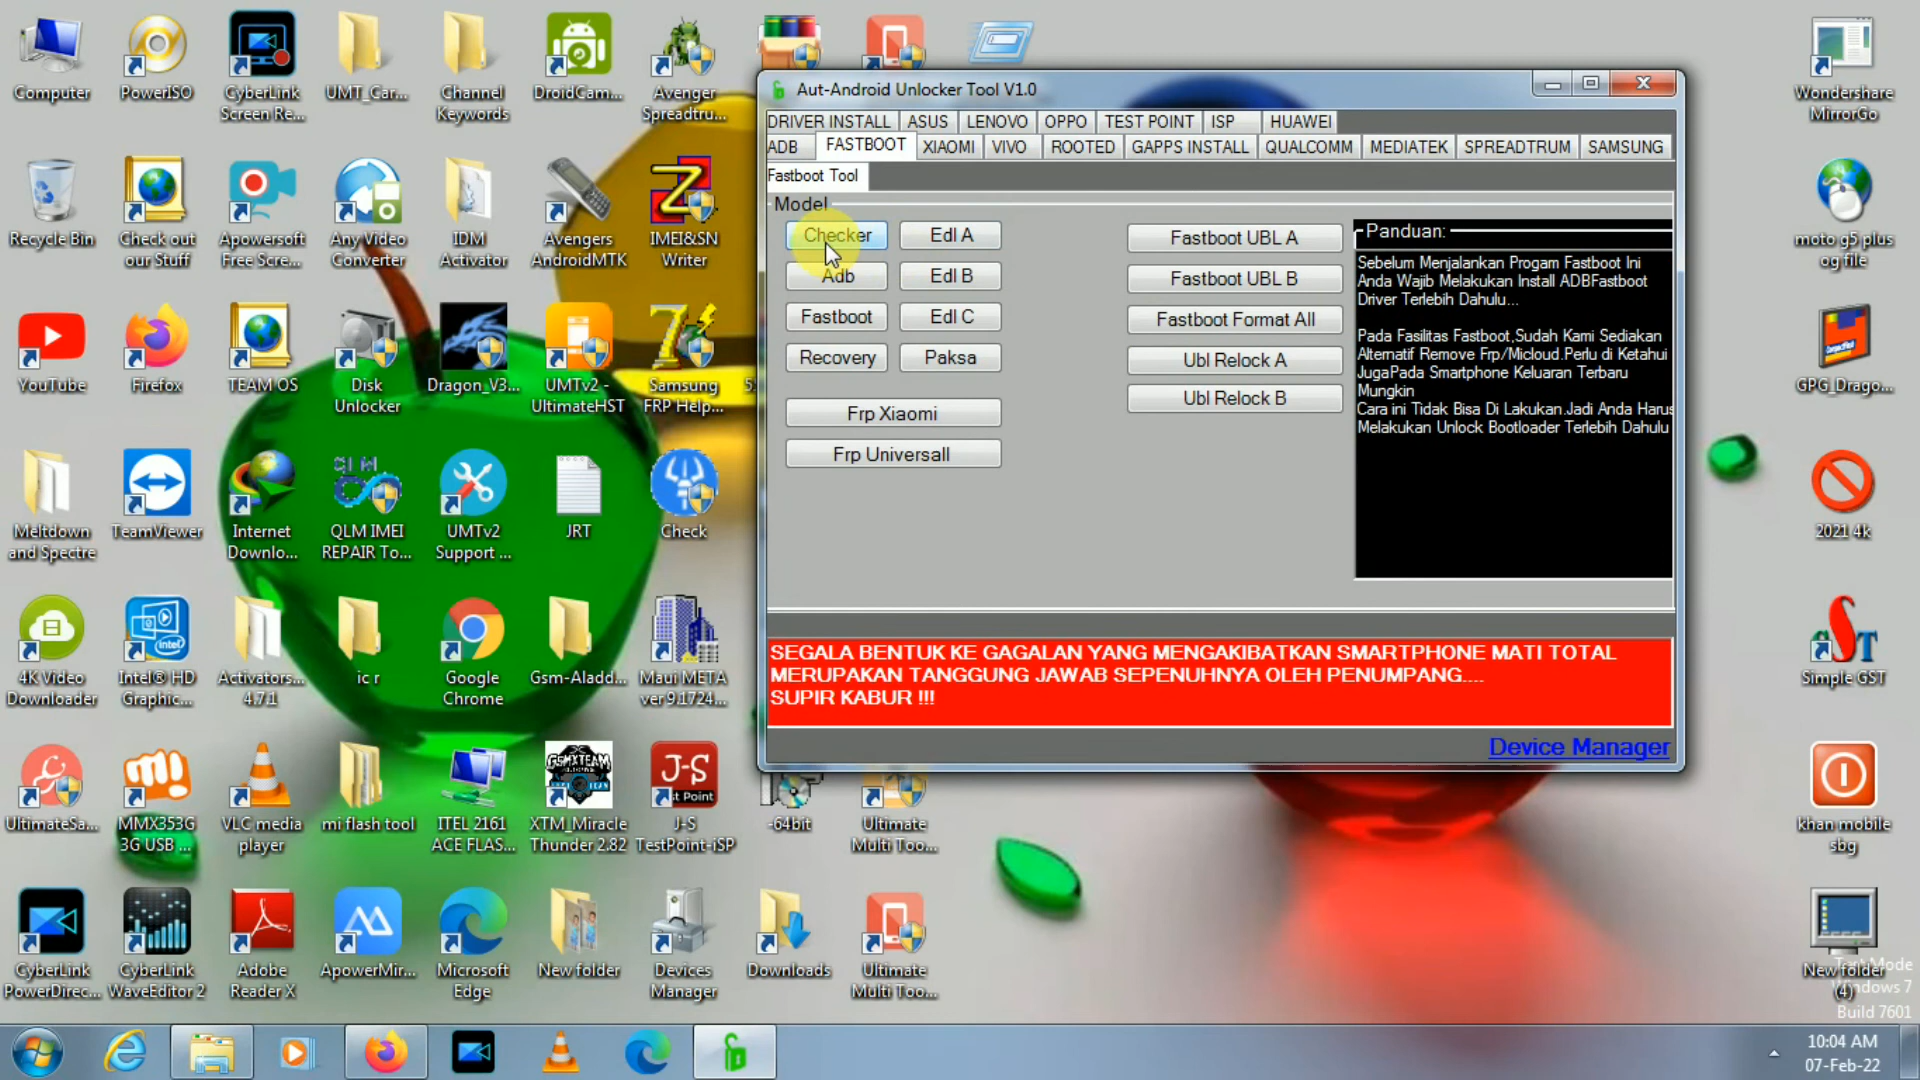 Computer
PowerISO
CyberLink
Screen Re...
UMT_Car...
Channel
Keywords
DroidCam...
Avenger
Spreadtru...
Wondershare
MirrorGo
Recycle Bin
Check out
our Stuff
Apowersoft
Free Scre...
Any Video
Converter
IDM
Activator
Avengers
AndroidMTK
IMEI&SN
Writer
moto g5 plus
og file
YouTube
Firefox
TEAM OS
Disk
Unlocker
Dragon_V3...
UMTv2 -
UltimateHST
Samsung
FRP Help...
GPG_Drago...
Meltdown
and Spectre
TeamViewer
Internet
Downlo...
QLM IMEI
REPAIR To...
UMTv2
Support ...
JRT
Check
2021 4k
4K Video
Downloader
Intel® HD
Graphic...
Activators...
4.7.1
ic r
Google
Chrome
Gsm-Aladd...
Maui META
ver 9.1724...
Simple GST
UltimateSa...
MMX353G
3G USB ...
VLC media
player
mi flash tool
ITEL 2161
ACE FLAS...
XTM_Miracle
Thunder 2.82
J-S
TestPoint-iSP
-64bit
Ultimate
Multi Too...
khan mobile
sbg
CyberLink
PowerDirec...
CyberLink
WaveEditor 2
Adobe
Reader X
ApowerMir...
Microsoft
Edge
New folder
Devices
Manager
Downloads
Ultimate
Multi Too...
New folder
(4)
Aut-Android Unlocker Tool V1.0
DRIVER INSTALL ASUS LENOVO OPPO TEST POINT ISP HUAWEI
ADB FASTBOOT XIAOMI VIVO ROOTED GAPPS INSTALL QUALCOMM MEDIATEK SPREADTRUM SAMSUNG
Fastboot Tool
Model
Checker Edl A Fastboot UBL A
Adb Edl B Fastboot UBL B
Fastboot Edl C Fastboot Format All
Recovery Paksa Ubl Relock A
Frp Xiaomi Ubl Relock B
Frp Universall
Panduan:
Sebelum Menjalankan Progam Fastboot Ini
Anda Wajib Melakukan Install ADBFastboot
Driver Terlebih Dahulu...
Pada Fasilitas Fastboot,Sudah Kami Sediakan
Alternatif Remove Frp/Micloud.Perlu di Ketahui
JugaPada Smartphone Keluaran Terbaru
Mungkin
Cara ini Tidak Bisa Di Lakukan.Jadi Anda Harus
Melakukan Unlock Bootloader Terlebih Dahulu
SEGALA BENTUK KE GAGALAN YANG MENGAKIBATKAN SMARTPHONE MATI TOTAL
MERUPAKAN TANGGUNG JAWAB SEPENUHNYA OLEH PENUMPANG....
SUPIR KABUR !!!
Device Manager
Windows 7
Build 7601
10:04 AM
07-Feb-22